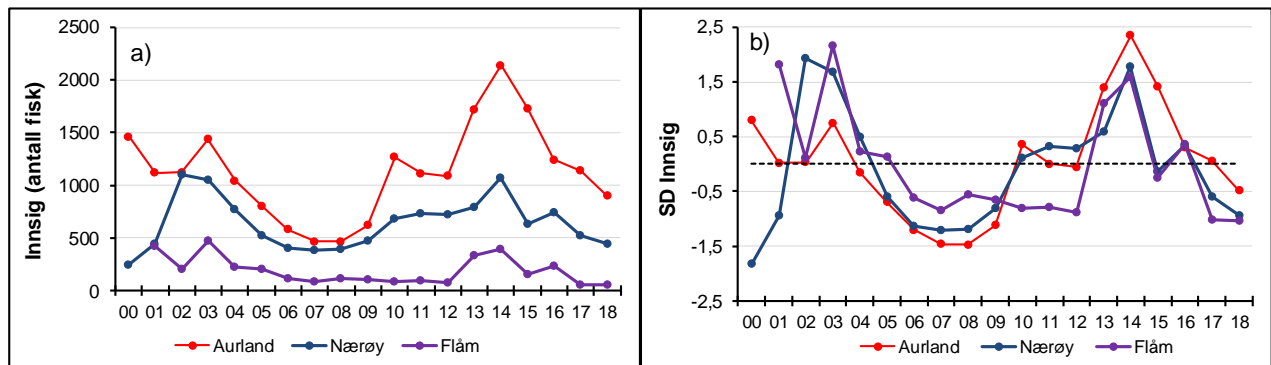 a)
Innsig (antall fisk)
2500
2000
1500
1000
500
0
00 01 02 03 04 05 06 07 08 09 10 11 12 13 14 15 16 17 18
Aurland Nærøy Flåm
b)
SD Innsig
2,5
1,5
0,5
-0,5
-1,5
-2,5
00 01 02 03 04 05 06 07 08 09 10 11 12 13 14 15 16 17 18
Aurland Nærøy Flåm